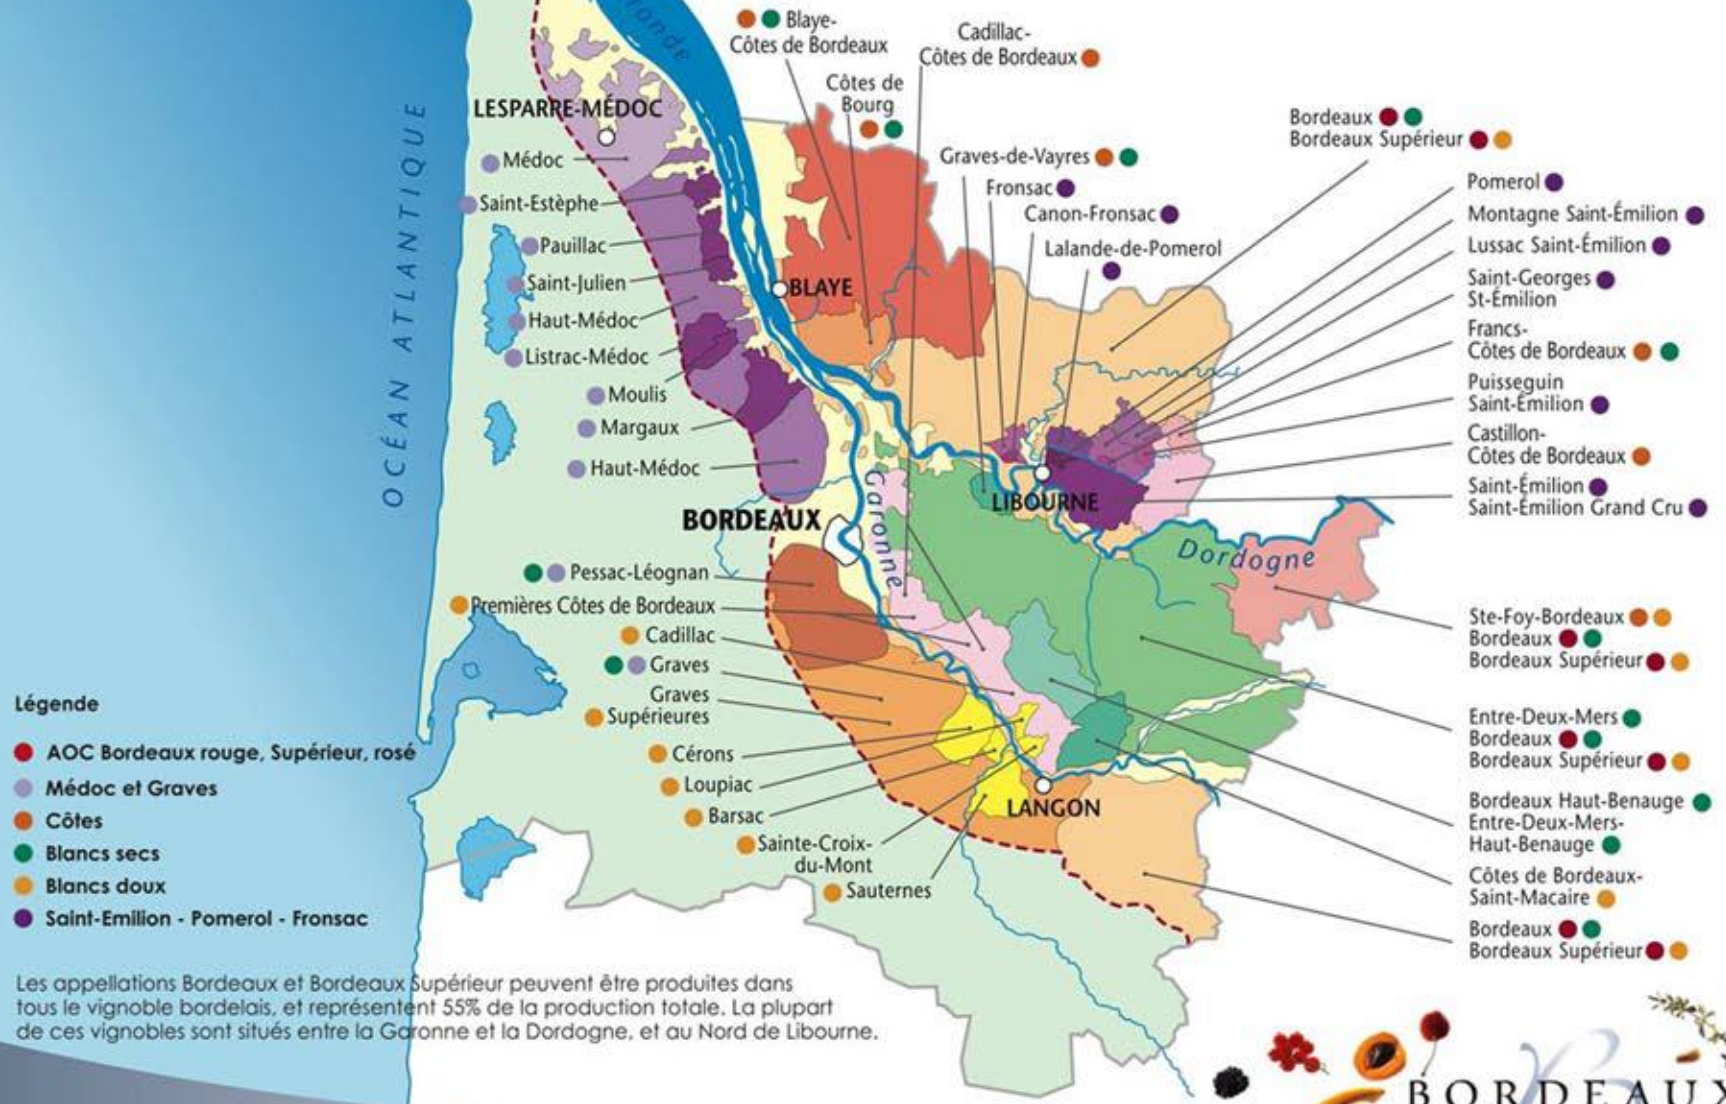 Blaye-
Côtes de Bordeaux
Cadillac-
Côtes de Bordeaux
Côtes de
Bourg
Graves-de-Vayres
Fronsac
Canon-Fronsac
Lalande-de-Pomerol
Bordeaux
Bordeaux Supérieur
Pomerol
Montagne Saint-Émilion
Lussac Saint-Émilion
Saint-Georges
St-Émilion
Francs-
Côtes de Bordeaux
Puisseguin
Saint-Émilion
Castillon-
Côtes de Bordeaux
Saint-Émilion
Saint-Émilion Grand Cru
Ste-Foy-Bordeaux
Bordeaux
Bordeaux Supérieur
Entre-Deux-Mers
Bordeaux
Bordeaux Supérieur
Bordeaux Haut-Benauge
Entre-Deux-Mers-
Haut-Benauge
Côtes de Bordeaux-
Saint-Macaire
Bordeaux
Bordeaux Supérieur
OCÉAN ATLANTIQUE
LESPARRE-MÉDOC
Médoc
Saint-Estèphe
Pauillac
Saint-Julien
Haut-Médoc
Listrac-Médoc
Moulis
Margaux
Haut-Médoc
BLAYE
BORDEAUX
LIBOURNE
Garonne
Dordogne
Pessac-Léognan
Premières Côtes de Bordeaux
Cadillac
Graves
Graves
Supérieures
Cérons
Loupiac
Barsac
Sainte-Croix-
du-Mont
Sauternes
LANGON
Légende
AOC Bordeaux rouge, Supérieur, rosé
Médoc et Graves
Côtes
Blancs secs
Blancs doux
Saint-Emilion - Pomerol - Fronsac
Les appellations Bordeaux et Bordeaux Supérieur peuvent être produites dans
tous le vignoble bordelais, et représentent 55% de la production totale. La plupart
de ces vignobles sont situés entre la Garonne et la Dordogne, et au Nord de Libourne.
BORDEAUX